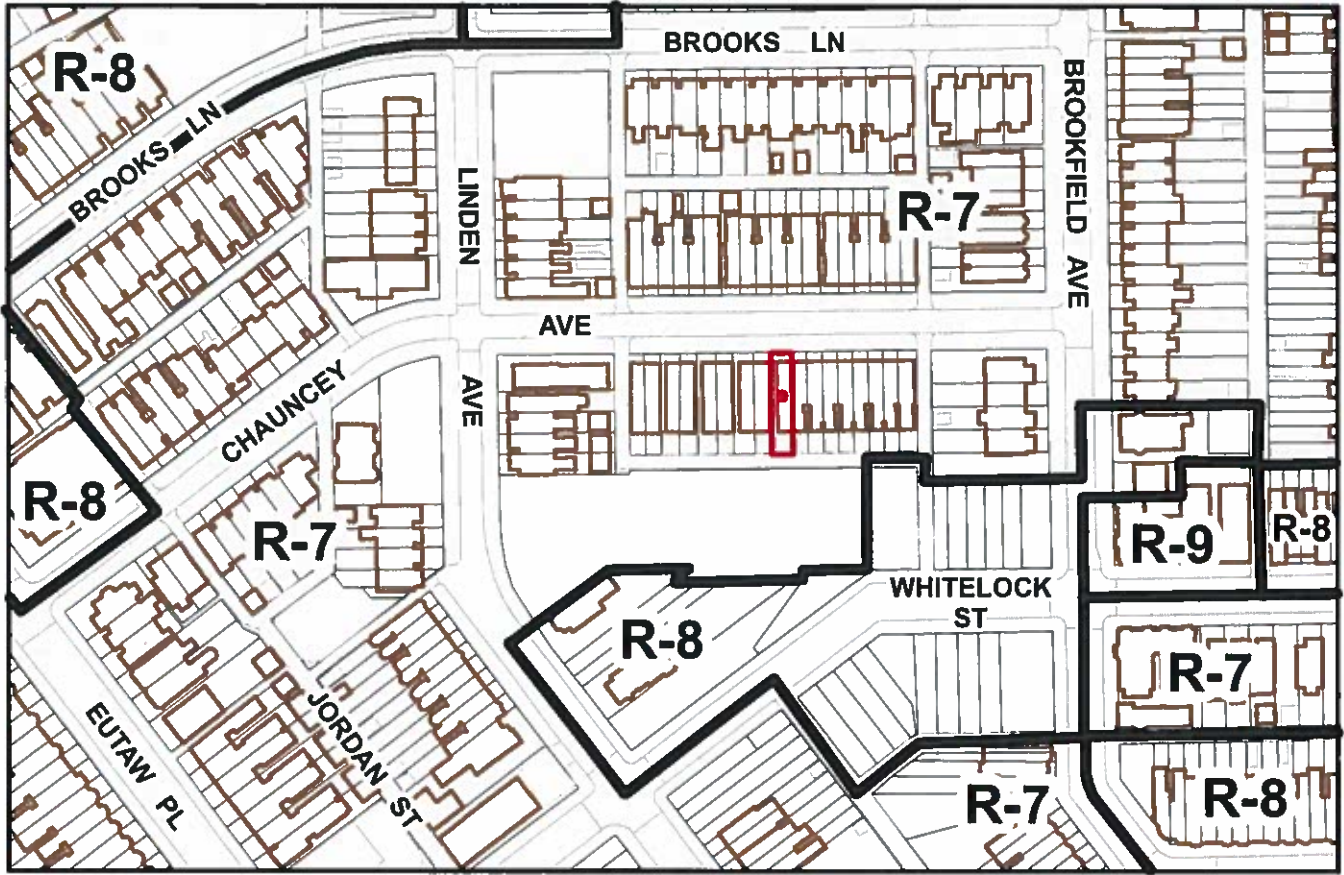 R-8
BROOKS LN
BROOKS LN
BROOKFIELD AVE
LINDEN
AVE
R-7
AVE
CHAUNCEY
R-8
R-7
R-9
R-8
WHITELOCK
ST
R-8
R-7
EUTAW PL
JORDAN ST
R-7
R-8